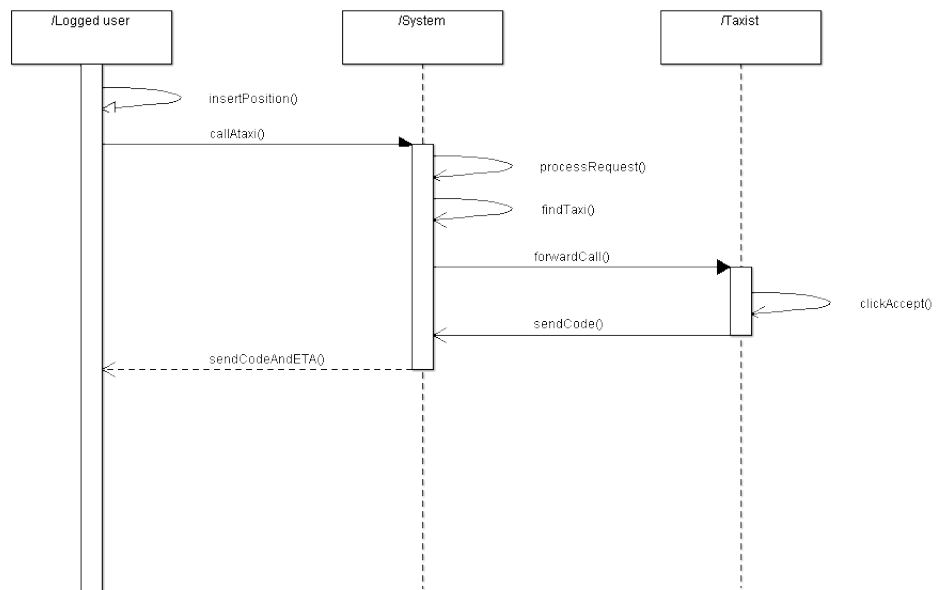 /Logged user
/System
/Taxist
insertPosition()
callAtaxi()
processRequest()
findTaxi()
forwardCall()
clickAccept()
sendCode()
sendCodeAndETA()